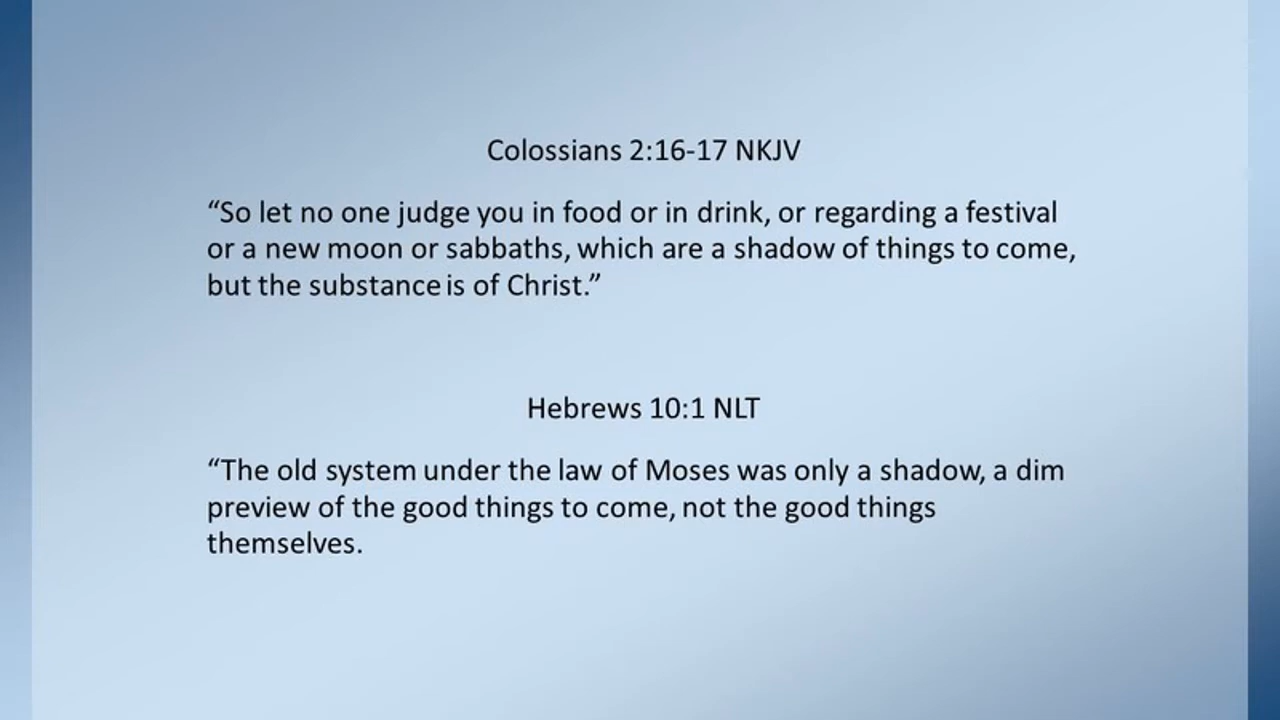 Colossians 2:16-17 NKJV
“So let no one judge you in food or in drink, or regarding a festival
or a new moon or sabbaths, which are a shadow of things to come,
but the substance is of Christ.”
Hebrews 10:1 NLT
“The old system under the law of Moses was only a shadow, a dim
preview of the good things to come, not the good things
themselves.